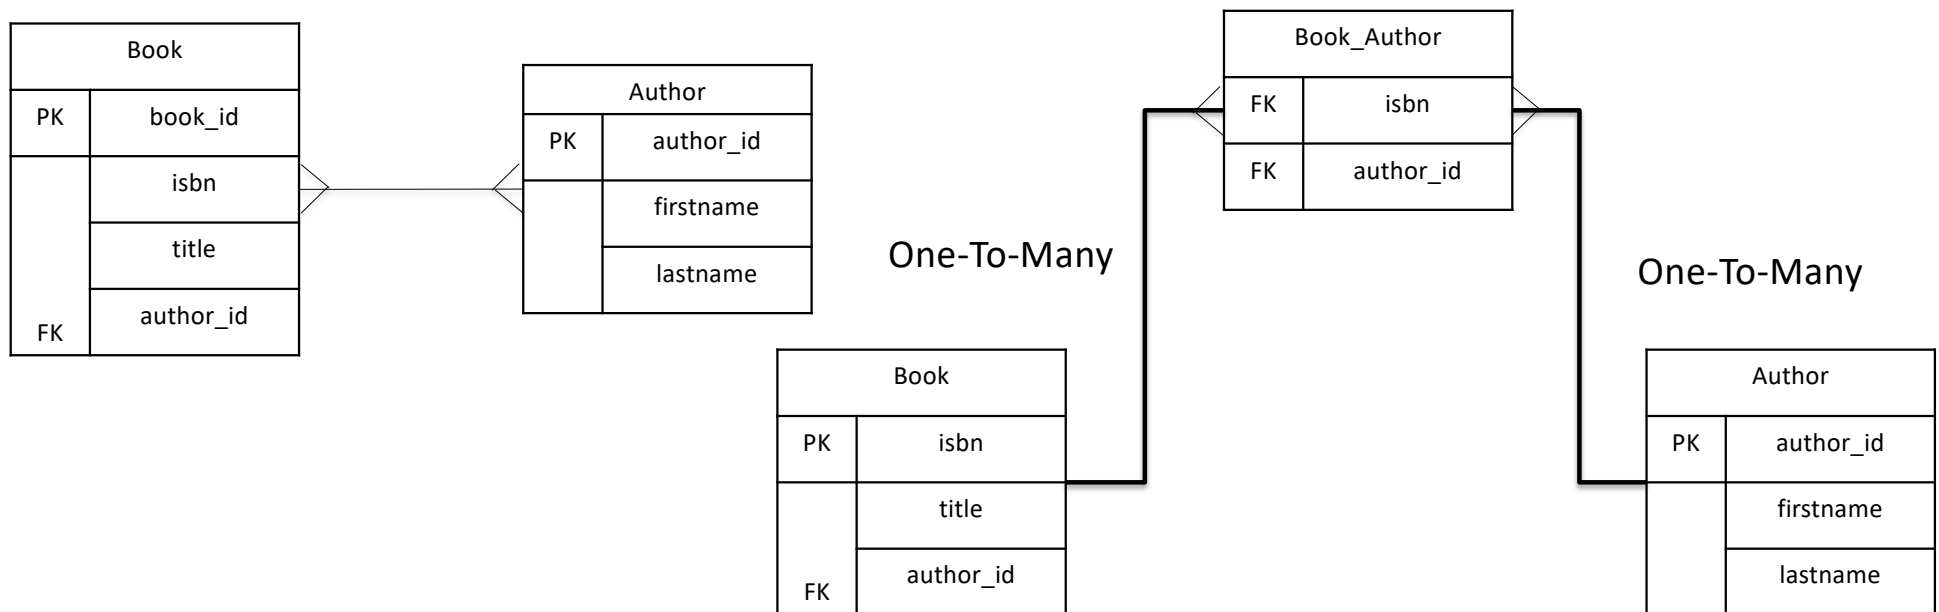 Book
PK book_id
isbn
title
FK author_id
Author
PK author_id
firstname
lastname
Book_Author
FK isbn
FK author_id
One-To-Many
One-To-Many
Book
PK isbn
title
FK author_id
Author
PK author_id
firstname
lastname